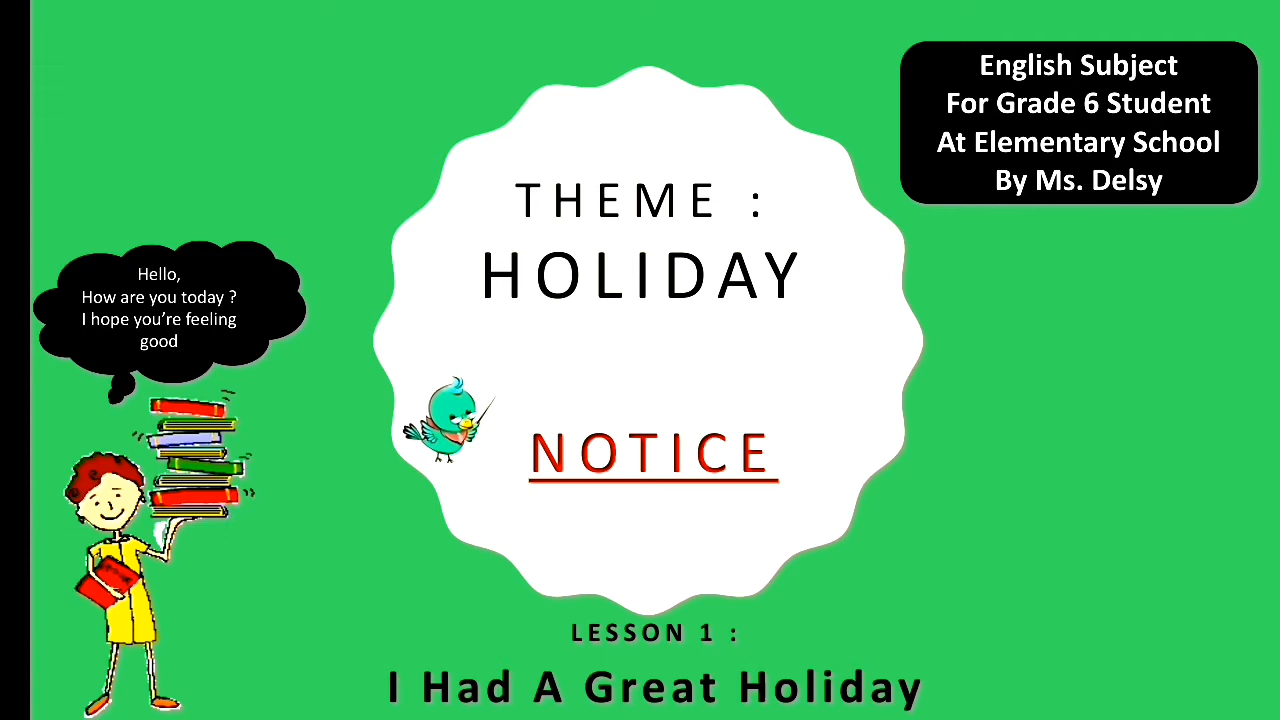 English Subject
For Grade 6 Student
At Elementary School
By Ms. Delsy
THEME :
HOLIDAY
Hello,
How are you today ?
I hope you're feeling
good
NOTICE
LESSON 1 :
I Had A Great Holiday